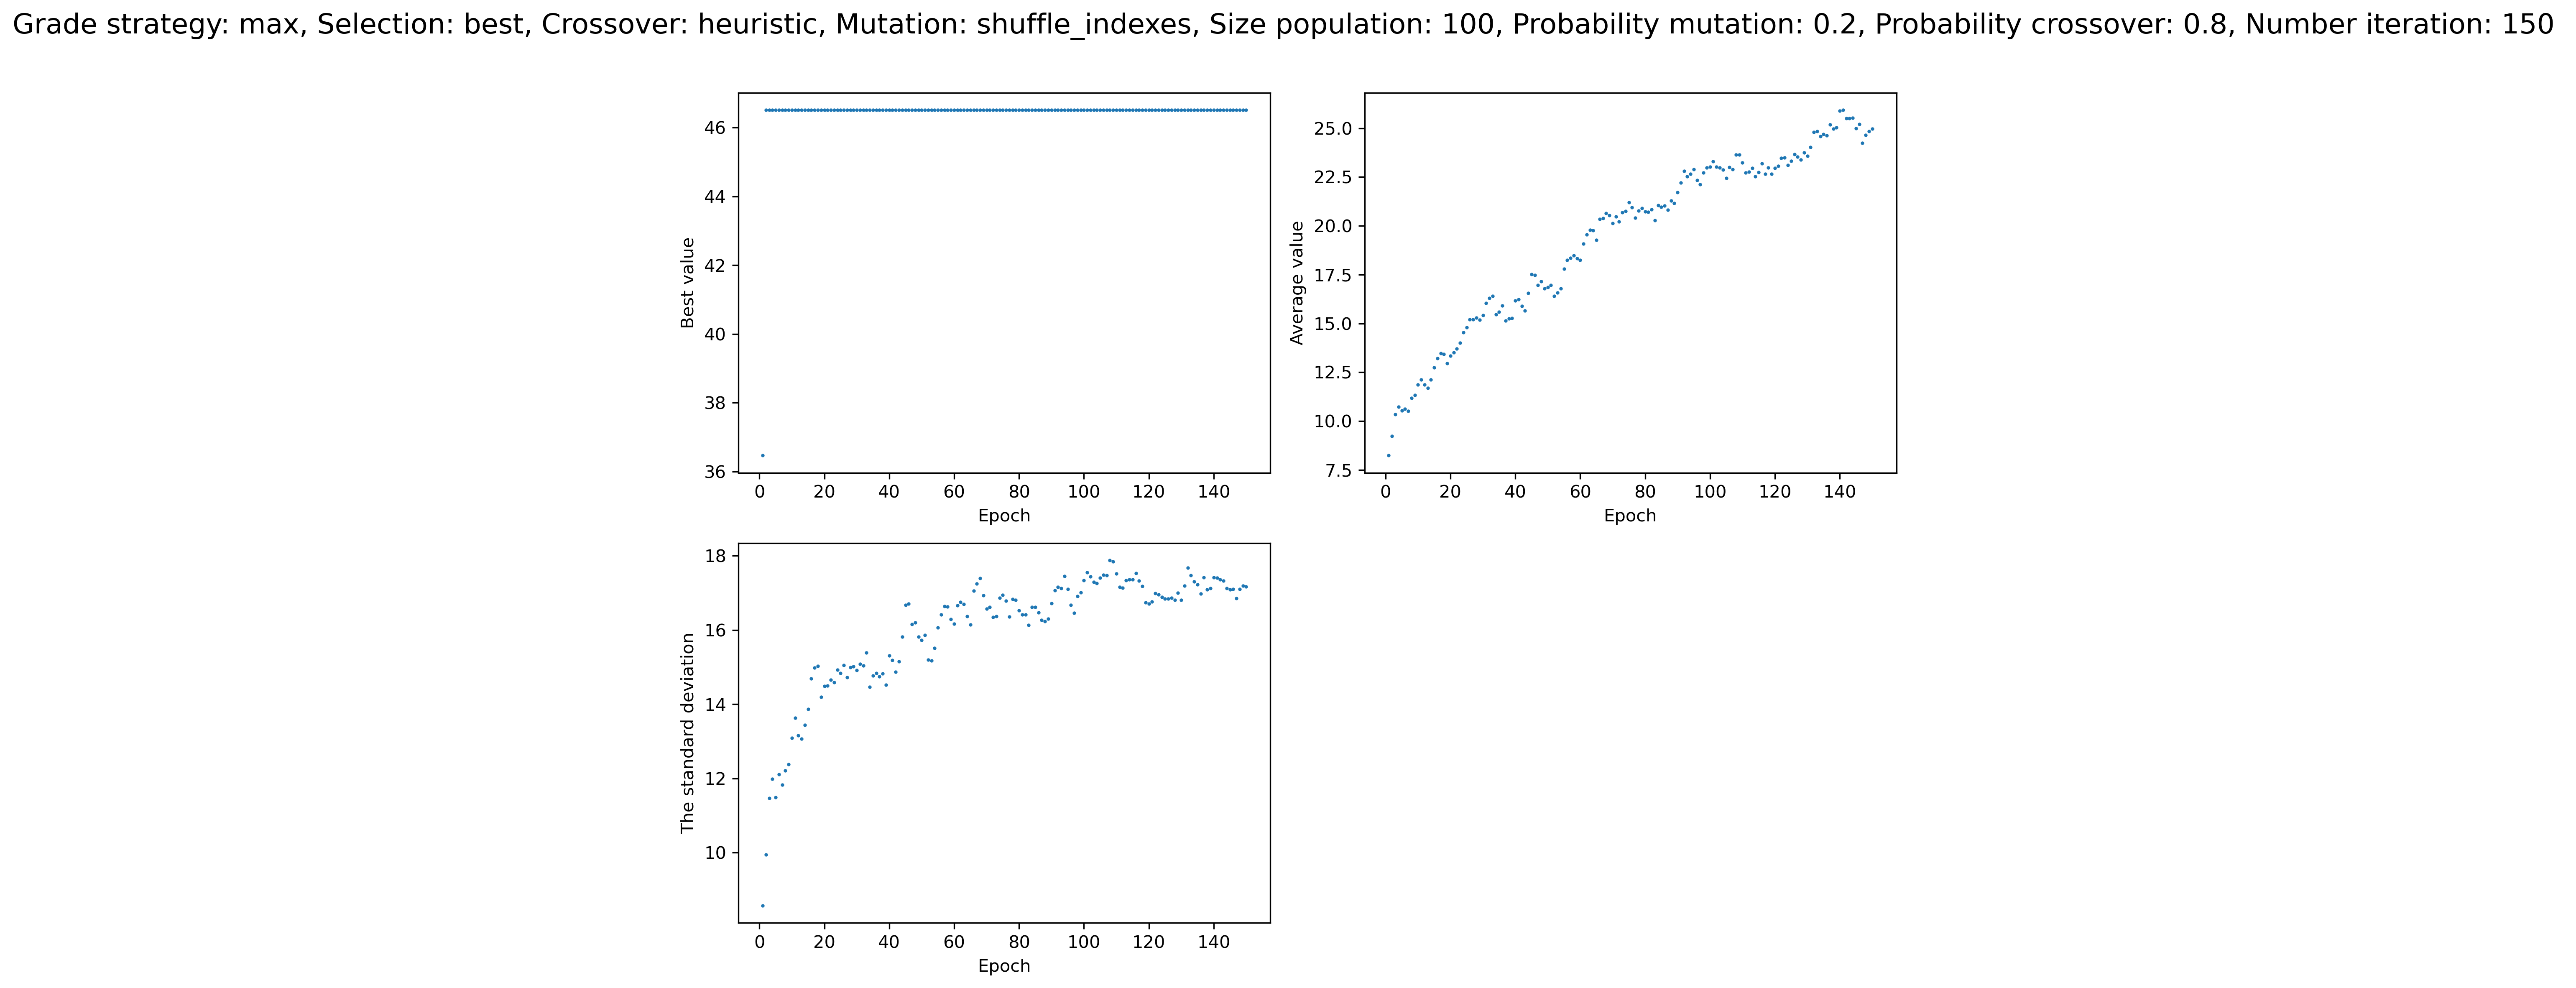 Grade strategy: max, Selection: best, Crossover: heuristic, Mutation: shuffle_indexes, Size population: 100, Probability mutation: 0.2, Probability crossover: 0.8, Number iteration: 150
46
44
42
40
38
36
Best value
0 20 40 60 80 100 120 140
Epoch
25.0
22.5
20.0
17.5
15.0
12.5
10.0
7.5
Average value
0 20 40 60 80 100 120 140
Epoch
18
16
14
12
10
The standard deviation
0 20 40 60 80 100 120 140
Epoch